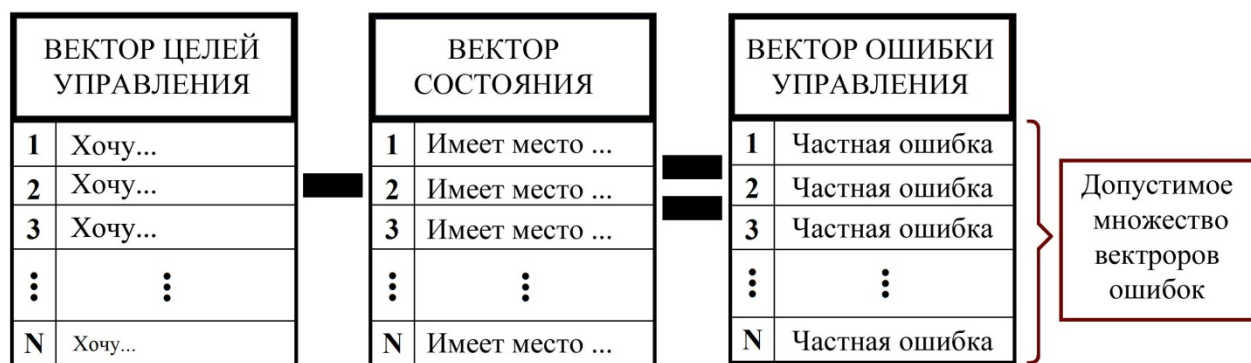 ВЕКТОР ЦЕЛЕЙ
УПРАВЛЕНИЯ
1 Хочу...
2 Хочу...
3 Хочу...
⋮ ⋮
N Хочу...
ВЕКТОР
СОСТОЯНИЯ
1 Имеет место ...
2 Имеет место ...
3 Имеет место ...
⋮ ⋮
N Имеет место ...
ВЕКТОР ОШИБКИ
УПРАВЛЕНИЯ
1 Частная ошибка
2 Частная ошибка
3 Частная ошибка
⋮ ⋮
N Частная ошибка
Допустимое
множество
вектроров
ошибок